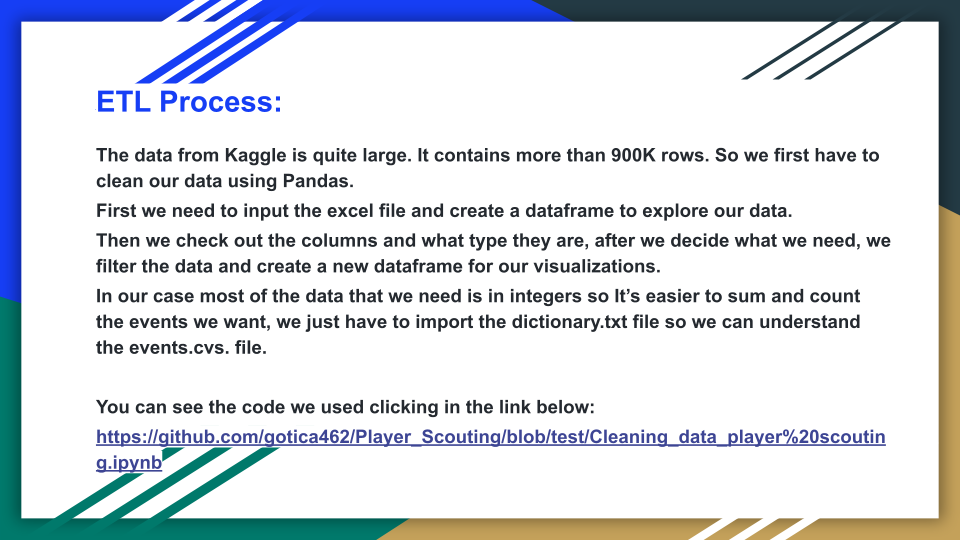 ETL Process:
The data from Kaggle is quite large. It contains more than 900K rows. So we first have to
clean our data using Pandas.
First we need to input the excel file and create a dataframe to explore our data.
Then we check out the columns and what type they are, after we decide what we need, we
filter the data and create a new dataframe for our visualizations.
In our case most of the data that we need is in integers so It’s easier to sum and count
the events we want, we just have to import the dictionary.txt file so we can understand
the events.cvs. file.
You can see the code we used clicking in the link below:
https://github.com/gotica462/Player_Scouting/blob/test/Cleaning_data_player%20scoutin
g.ipynb